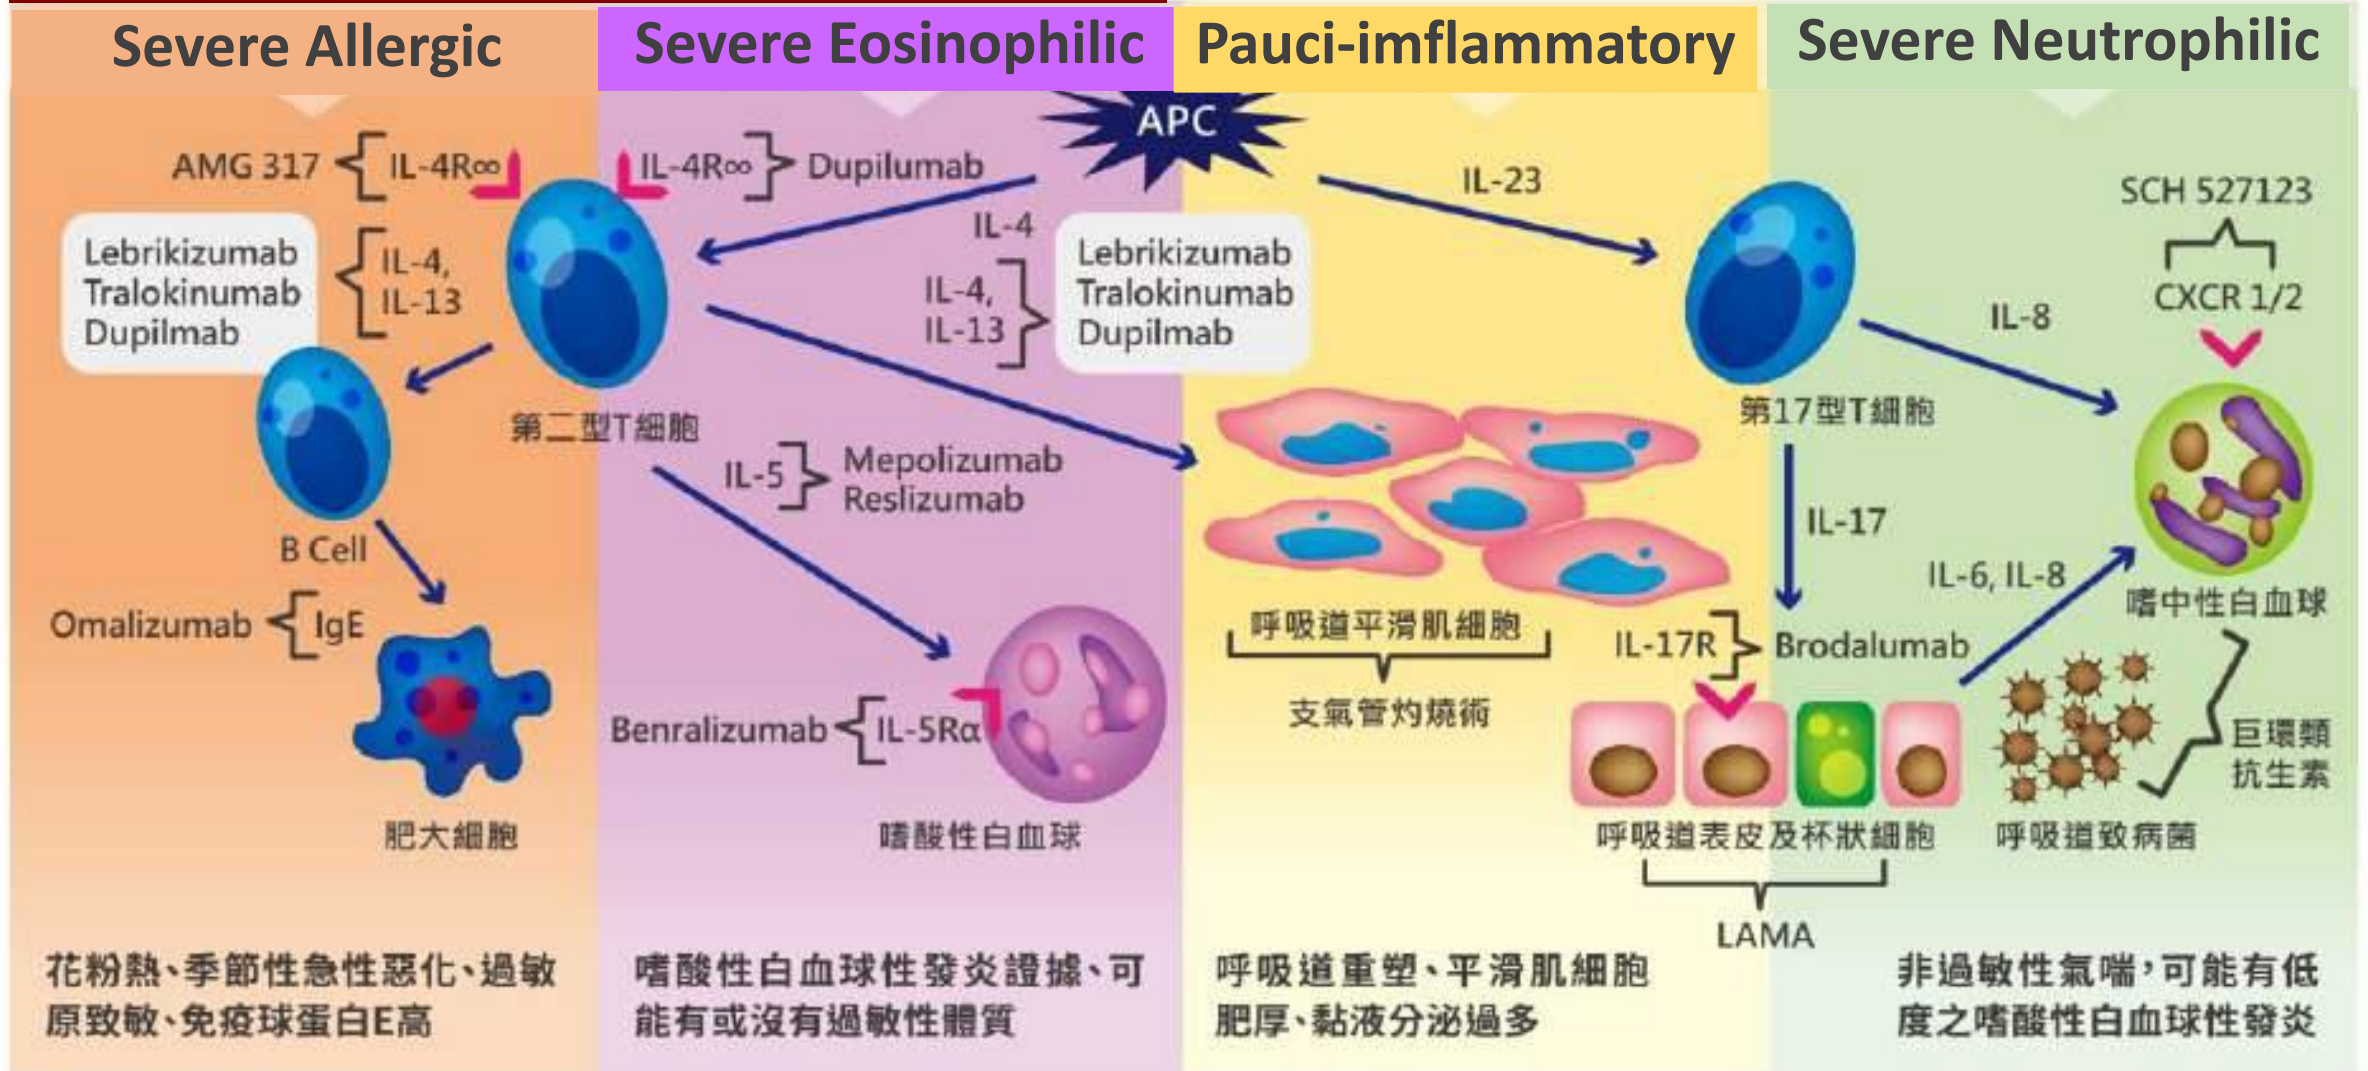 Severe Allergic
Severe Eosinophilic
Pauci-imflammatory
Severe Neutrophilic
APC
AMG 317
IL-4R∞
IL-4R∞
Dupilumab
IL-23
SCH 527123
CXCR 1/2
Lebrikizumab
Tralokinumab
Dupilmab
IL-4,
IL-13
IL-4
IL-4,
IL-13
Lebrikizumab
Tralokinumab
Dupilmab
IL-8
第二型T細胞
第17型T細胞
IL-5
Mepolizumab
Reslizumab
IL-17
B Cell
IL-6, IL-8
嗜中性白血球
Omalizumab
IgE
呼吸道平滑肌細胞
支氣管灼燒術
IL-17R
Brodalumab
Benralizumab
IL-5Rα
巨環類
抗生素
肥大細胞
嗜酸性白血球
呼吸道表皮及杯狀細胞
呼吸道致病菌
LAMA
花粉熱、季節性急性惡化、過敏
原致敏、免疫球蛋白E高
嗜酸性白血球性發炎證據、可
能有或沒有過敏性體質
呼吸道重塑、平滑肌細胞
肥厚、黏液分泌過多
非過敏性氣喘，可能有低
度之嗜酸性白血球性發炎